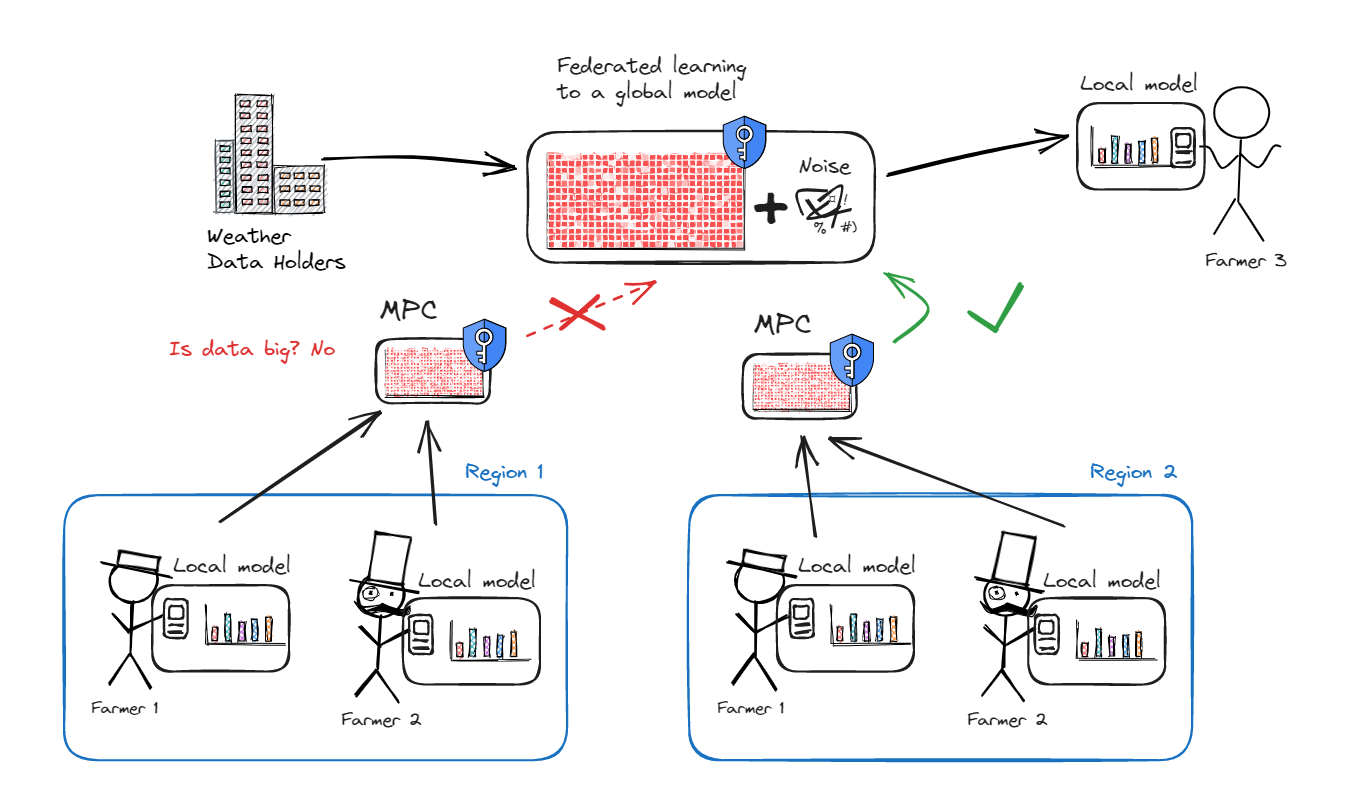 Federated learning
to a global model
Local model
Noise
! % #)
Weather
Data Holders
Farmer 3
MPC
MPC
Is data big? No
Region 1
Region 2
Local model
Local model
Local model
Local model
Farmer 1
Farmer 2
Farmer 1
Farmer 2